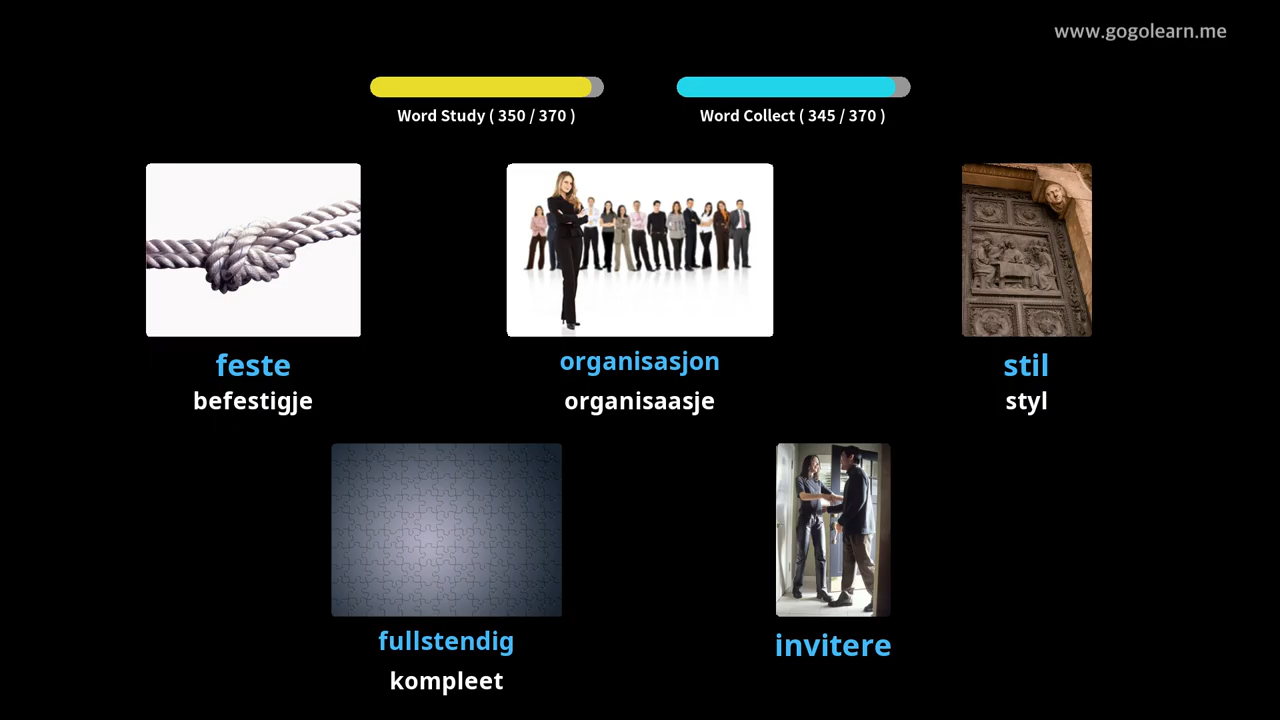 www.gogolearn.me
Word Study ( 350 / 370 )
Word Collect ( 345 / 370 )
feste
befestigje
organisasjon
organisaasje
stil
styl
fullstendig
kompleet
invitere